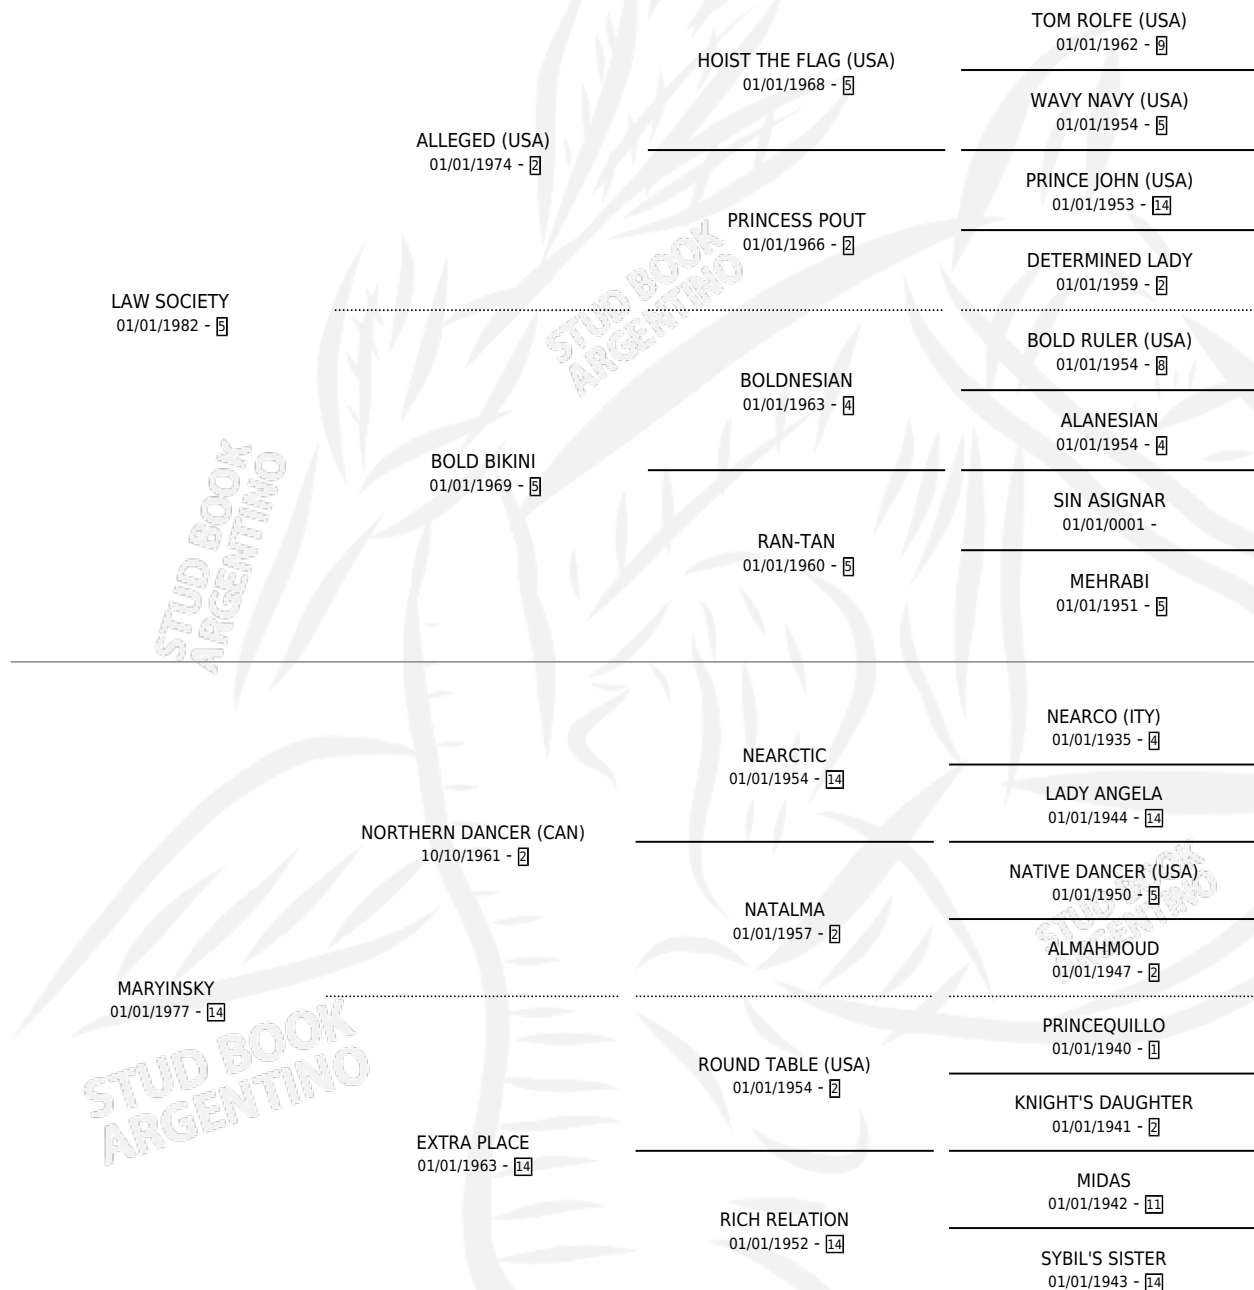 TOM ROLFE (USA)
01/01/1962 - 9
HOIST THE FLAG (USA)
01/01/1968 - 5
WAVY NAVY (USA)
01/01/1954 - 5
ALLEGED (USA)
01/01/1974 - 2
PRINCE JOHN (USA)
01/01/1953 - 14
PRINCESS POUT
01/01/1966 - 2
DETERMINED LADY
01/01/1959 - 2
LAW SOCIETY
01/01/1982 - 5
BOLD RULER (USA)
01/01/1954 - 8
BOLDNESIAN
01/01/1963 - 4
ALANESIAN
01/01/1954 - 4
BOLD BIKINI
01/01/1969 - 5
SIN ASIGNAR
01/01/0001 -
RAN-TAN
01/01/1960 - 5
MEHRABI
01/01/1951 - 5
NEARCO (ITY)
01/01/1935 - 4
NEARCTIC
01/01/1954 - 14
LADY ANGELA
01/01/1944 - 14
NORTHERN DANCER (CAN)
10/10/1961 - 2
NATIVE DANCER (USA)
01/01/1950 - 5
NATALMA
01/01/1957 - 2
ALMAHMOUD
01/01/1947 - 2
MARYINSKY
01/01/1977 - 14
PRINCEQUILLO
01/01/1940 - 1
ROUND TABLE (USA)
01/01/1954 - 2
KNIGHT'S DAUGHTER
01/01/1941 - 2
EXTRA PLACE
01/01/1963 - 14
MIDAS
01/01/1942 - 11
RICH RELATION
01/01/1952 - 14
SYBIL'S SISTER
01/01/1943 - 14
STUD BOOK
ARGENTINO
STUD BOOK
ARGENTINO
STUD BOOK
ARGENTINO
STUD BOOK
ARGENTINO